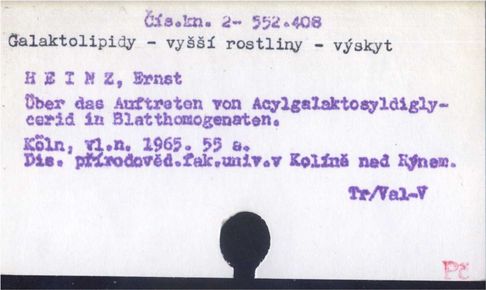 Čís.kn. 2- 552.408
Galaktolipidy - vyšší rostliny - výskyt
H E I N Z, Ernst
Über das Auftreten von Acylgalaktosyldigly-
cerid in Blatthomogenaten.
Köln, vl.n. 1965. 55 s.
Dis. přírodověd.fak.univ.v Kolíně nad Rýnem.
Tr/Val-V